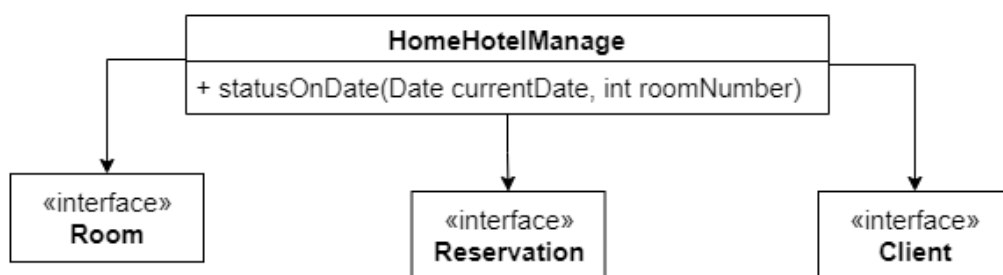 HomeHotelManage
+ statusOnDate(Date currentDate, int roomNumber)
«interface»
Room
«interface»
Reservation
«interface»
Client